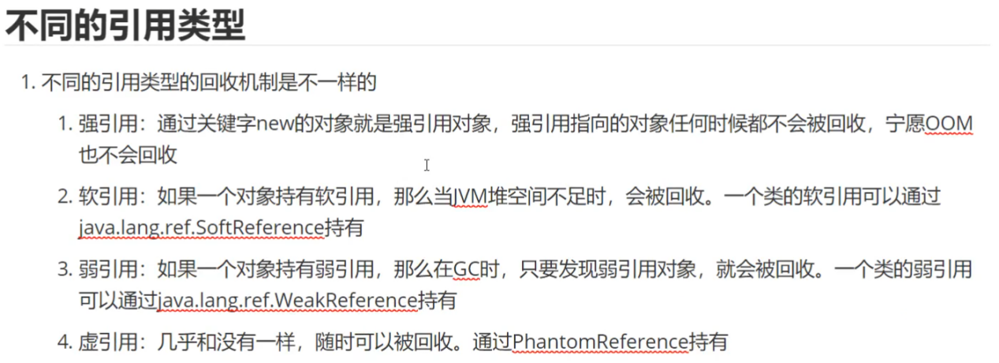 不同的引用类型
1. 不同的引用类型的回收机制是不一样的
1. 强引用：通过关键字new的对象就是强引用对象，强引用指向的对象任何时候都不会被回收，宁愿OOM
也不会回收
2. 软引用：如果一个对象持有软引用，那么当JVM堆空间不足时，会被回收。一个类的软引用可以通过
java.lang.ref.SoftReference持有
3. 弱引用：如果一个对象持有弱引用，那么在GC时，只要发现弱引用对象，就会被回收。一个类的弱引用
可以通过java.lang.ref.WeakReference持有
4. 虚引用：几乎和没有一样，随时可以被回收。通过PhantomReference持有